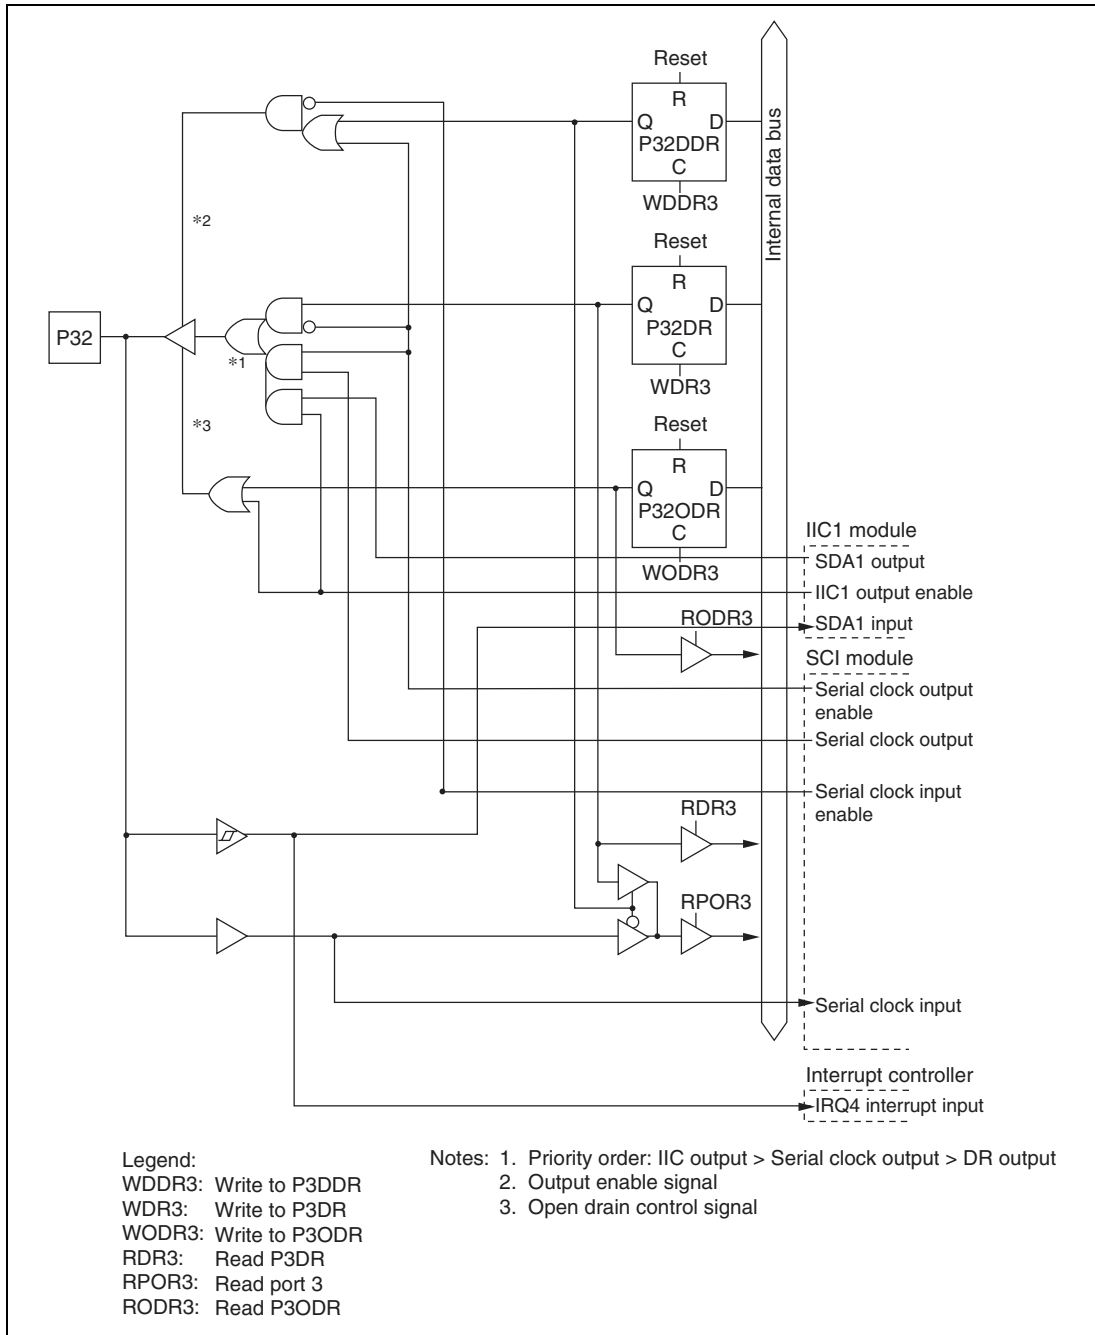 Reset
R
Q D
P32DDR
C
WDDR3
Internal data bus
*2
Reset
R
Q D
P32DR
C
WDR3
P32
*1
*3
Reset
R
Q D
P32ODR
C
WODR3
IIC1 module
SDA1 output
IIC1 output enable
SDA1 input
RODR3
SCI module
Serial clock output
enable
Serial clock output
Serial clock input
enable
RDR3
RPOR3
Serial clock input
Interrupt controller
IRQ4 interrupt input
Legend:
WDDR3: Write to P3DDR
WDR3: Write to P3DR
WODR3: Write to P3ODR
RDR3: Read P3DR
RPOR3: Read port 3
RODR3: Read P3ODR
Notes: 1. Priority order: IIC output > Serial clock output > DR output
2. Output enable signal
3. Open drain control signal